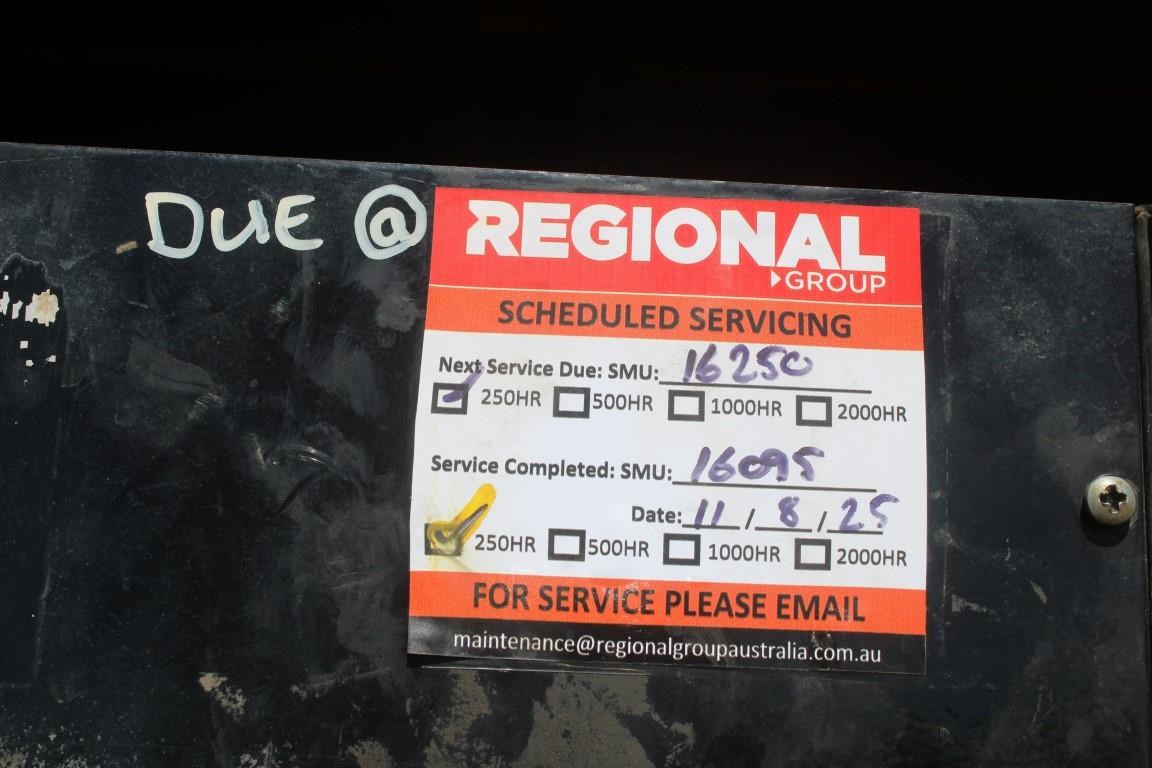 DUE @
REGIONAL
GROUP
SCHEDULED SERVICING
Next Service Due: SMU: 16250
250HR 500HR 1000HR 2000HR
Service Completed: SMU: 16095
Date: 11 / 8 / 25
250HR 500HR 1000HR 2000HR
FOR SERVICE PLEASE EMAIL
maintenance@regionalgroupaustralia.com.au